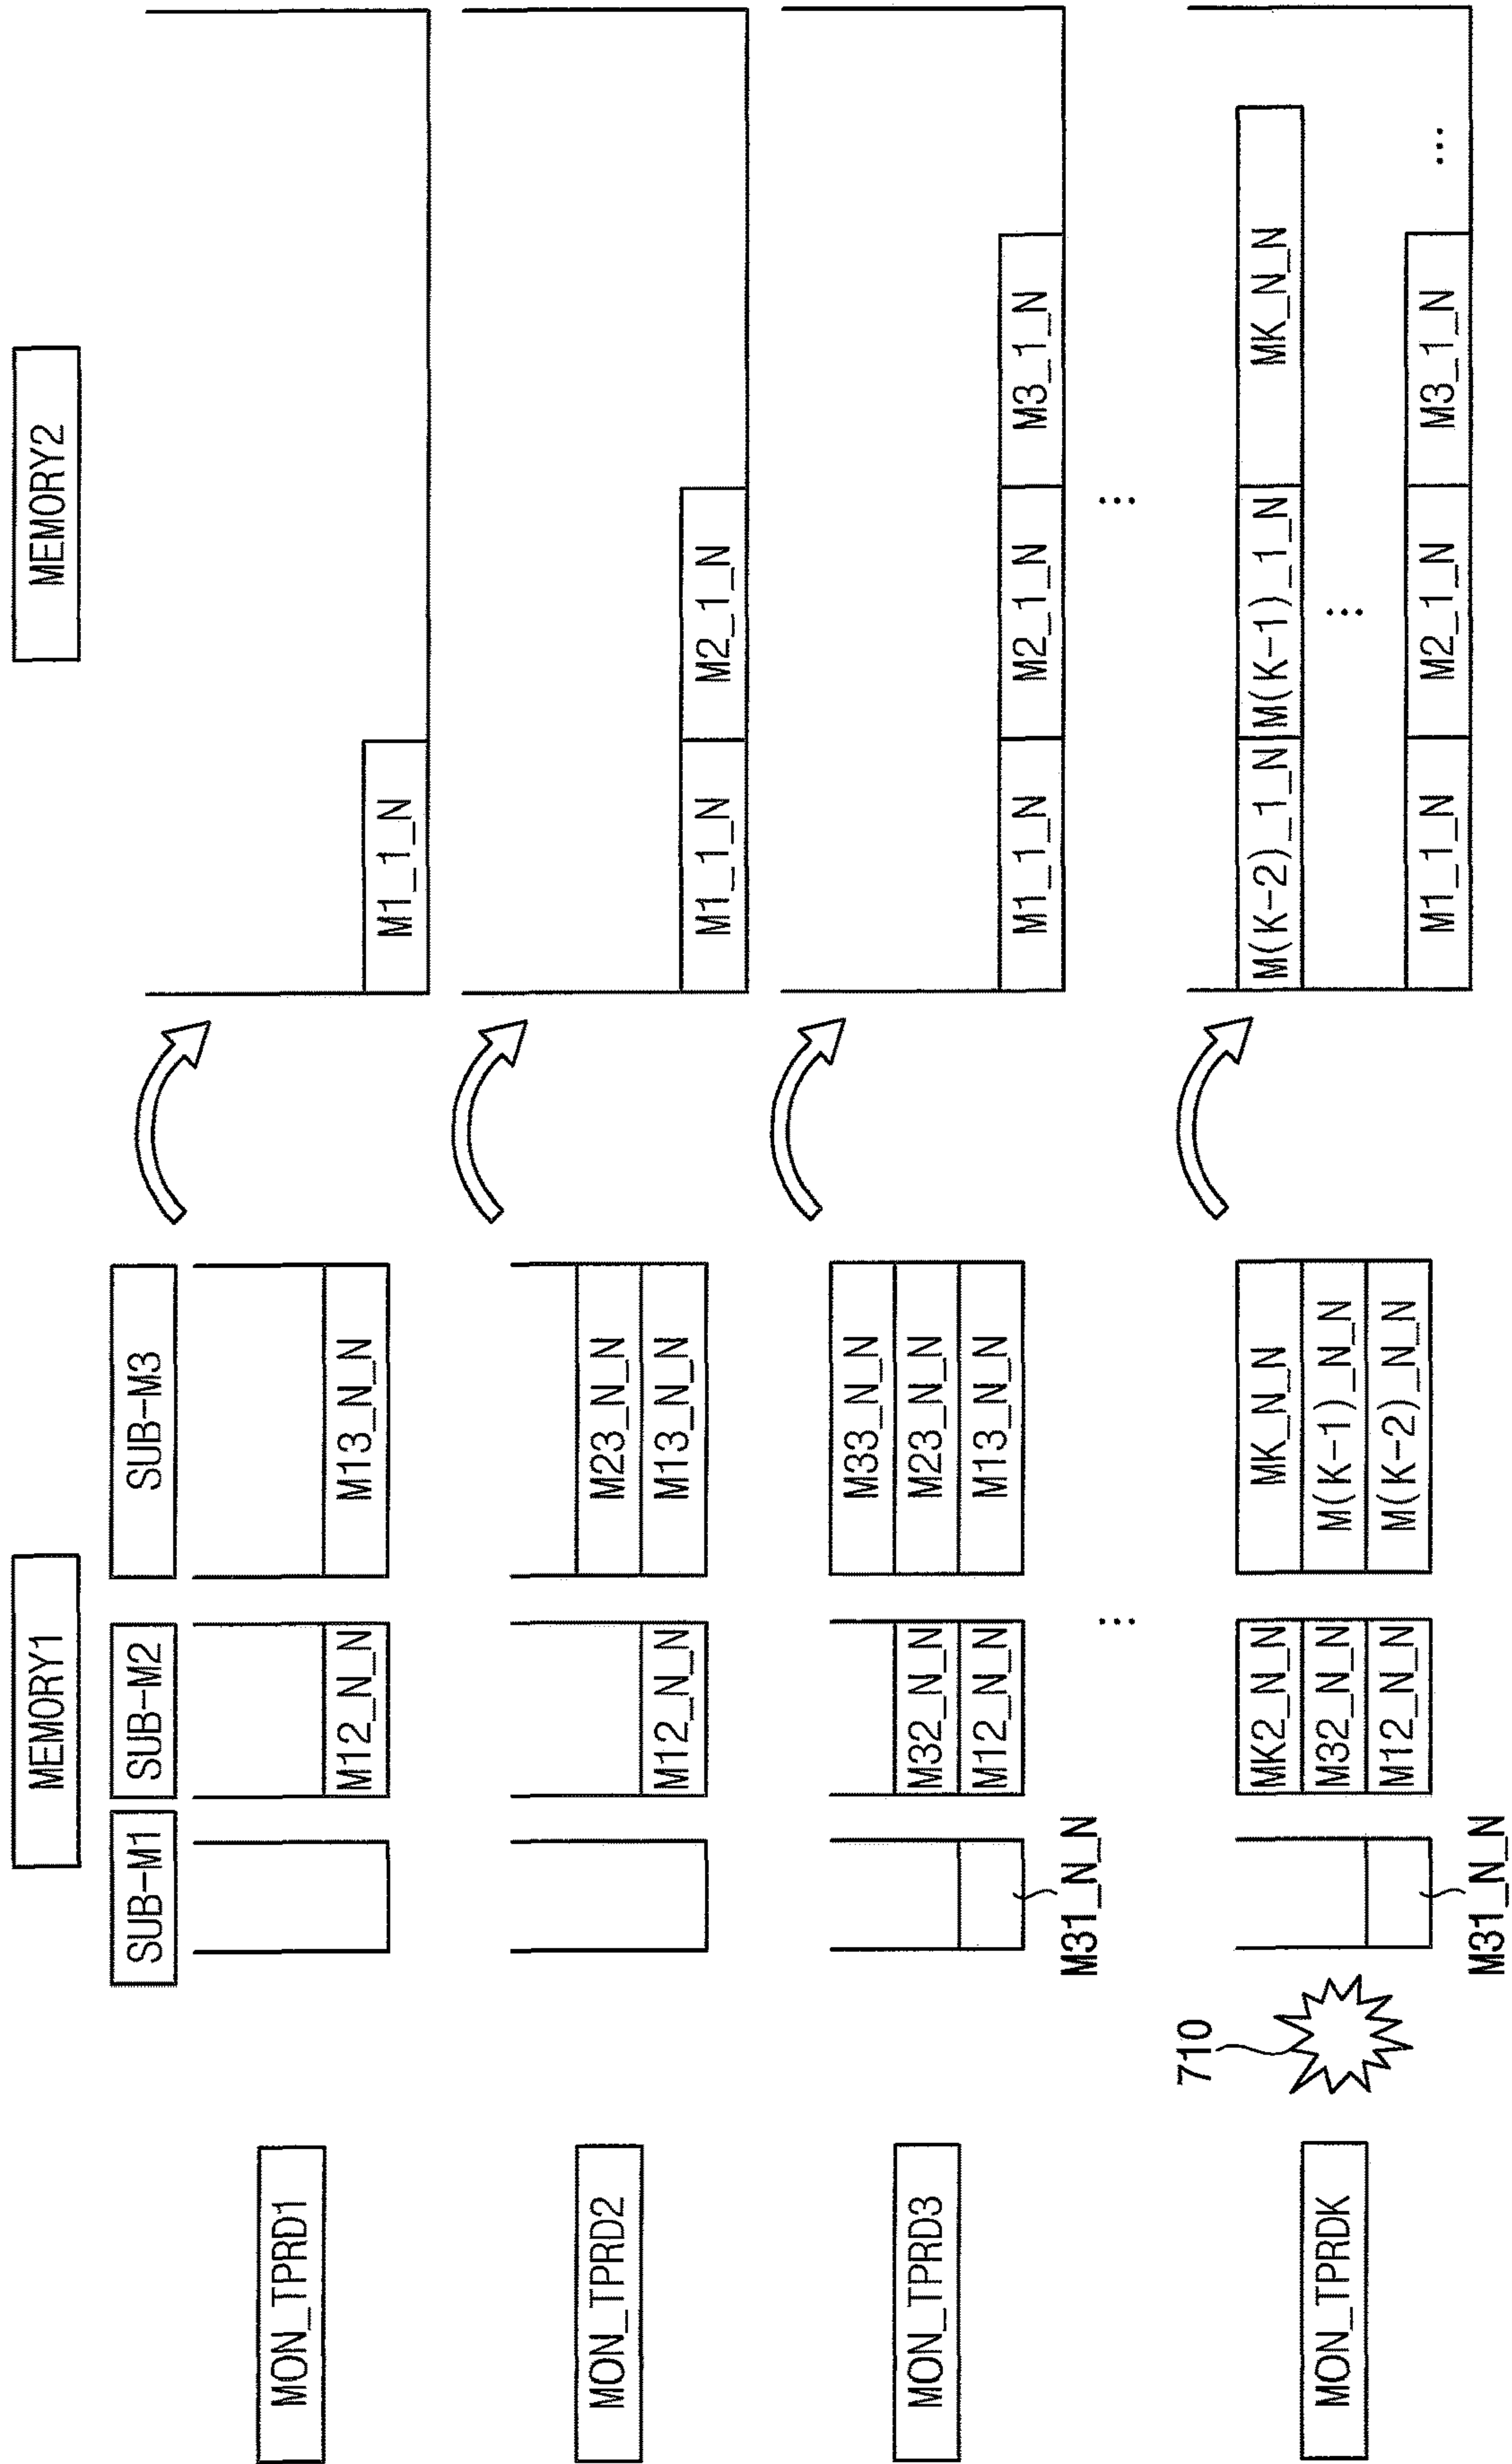 MEMORY1
MEMORY2
SUB-M1
SUB-M2
SUB-M3
MON_TPRD1
M12_N_N
M13_N_N
M1_1_N
MON_TPRD2
M12_N_N
M23_N_N
M13_N_N
M1_1_N
M2_1_N
MON_TPRD3
M31_N_N
M32_N_N
M12_N_N
M33_N_N
M23_N_N
M13_N_N
M1_1_N
M2_1_N
M3_1_N
...
...
MON_TPRDK
710
M31_N_N
MK2_N_N
M32_N_N
M12_N_N
MK_N_N
M(K-1)_N_N
M(K-2)_N_N
M(K-2)_1_N
M(K-1)_1_N
MK_N_N
...
M1_1_N
M2_1_N
M3_1_N
...